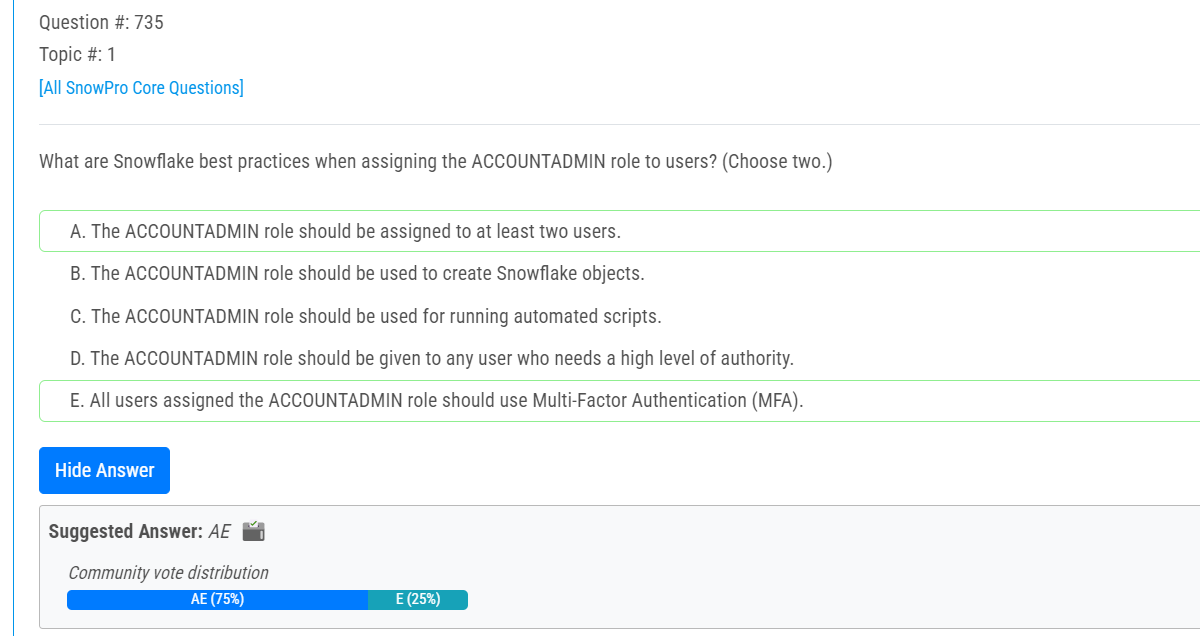 Question #: 735
Topic #: 1
[All SnowPro Core Questions]
What are Snowflake best practices when assigning the ACCOUNTADMIN role to users? (Choose two.)
A. The ACCOUNTADMIN role should be assigned to at least two users.
B. The ACCOUNTADMIN role should be used to create Snowflake objects.
C. The ACCOUNTADMIN role should be used for running automated scripts.
D. The ACCOUNTADMIN role should be given to any user who needs a high level of authority.
E. All users assigned the ACCOUNTADMIN role should use Multi-Factor Authentication (MFA).
Hide Answer
Suggested Answer: AE
Community vote distribution
AE (75%) E (25%)